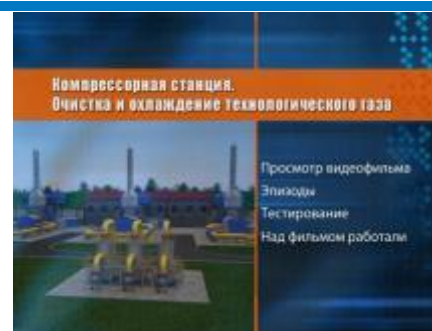 Компрессорная станция.
Очистка и охлаждение технологического газа
Просмотр видеофильма
Эпизоды
Тестирование
Над фильмом работали